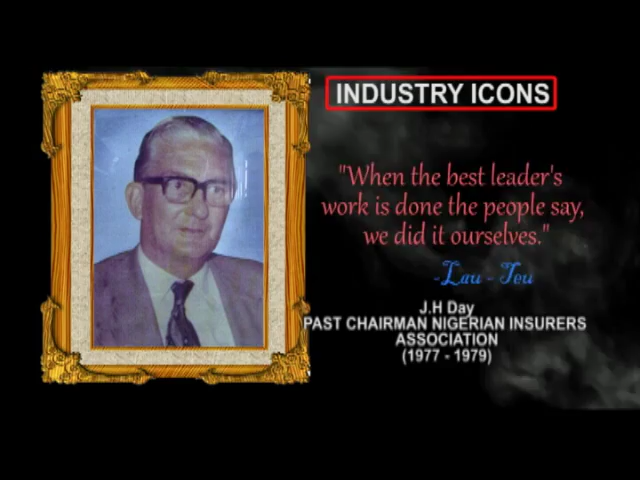 INDUSTRY ICONS
"When the best leader's
work is done the people say,
we did it ourselves."
-Lau - Teu
J.H Day
PAST CHAIRMAN NIGERIAN INSURERS
ASSOCIATION
(1977 - 1979)